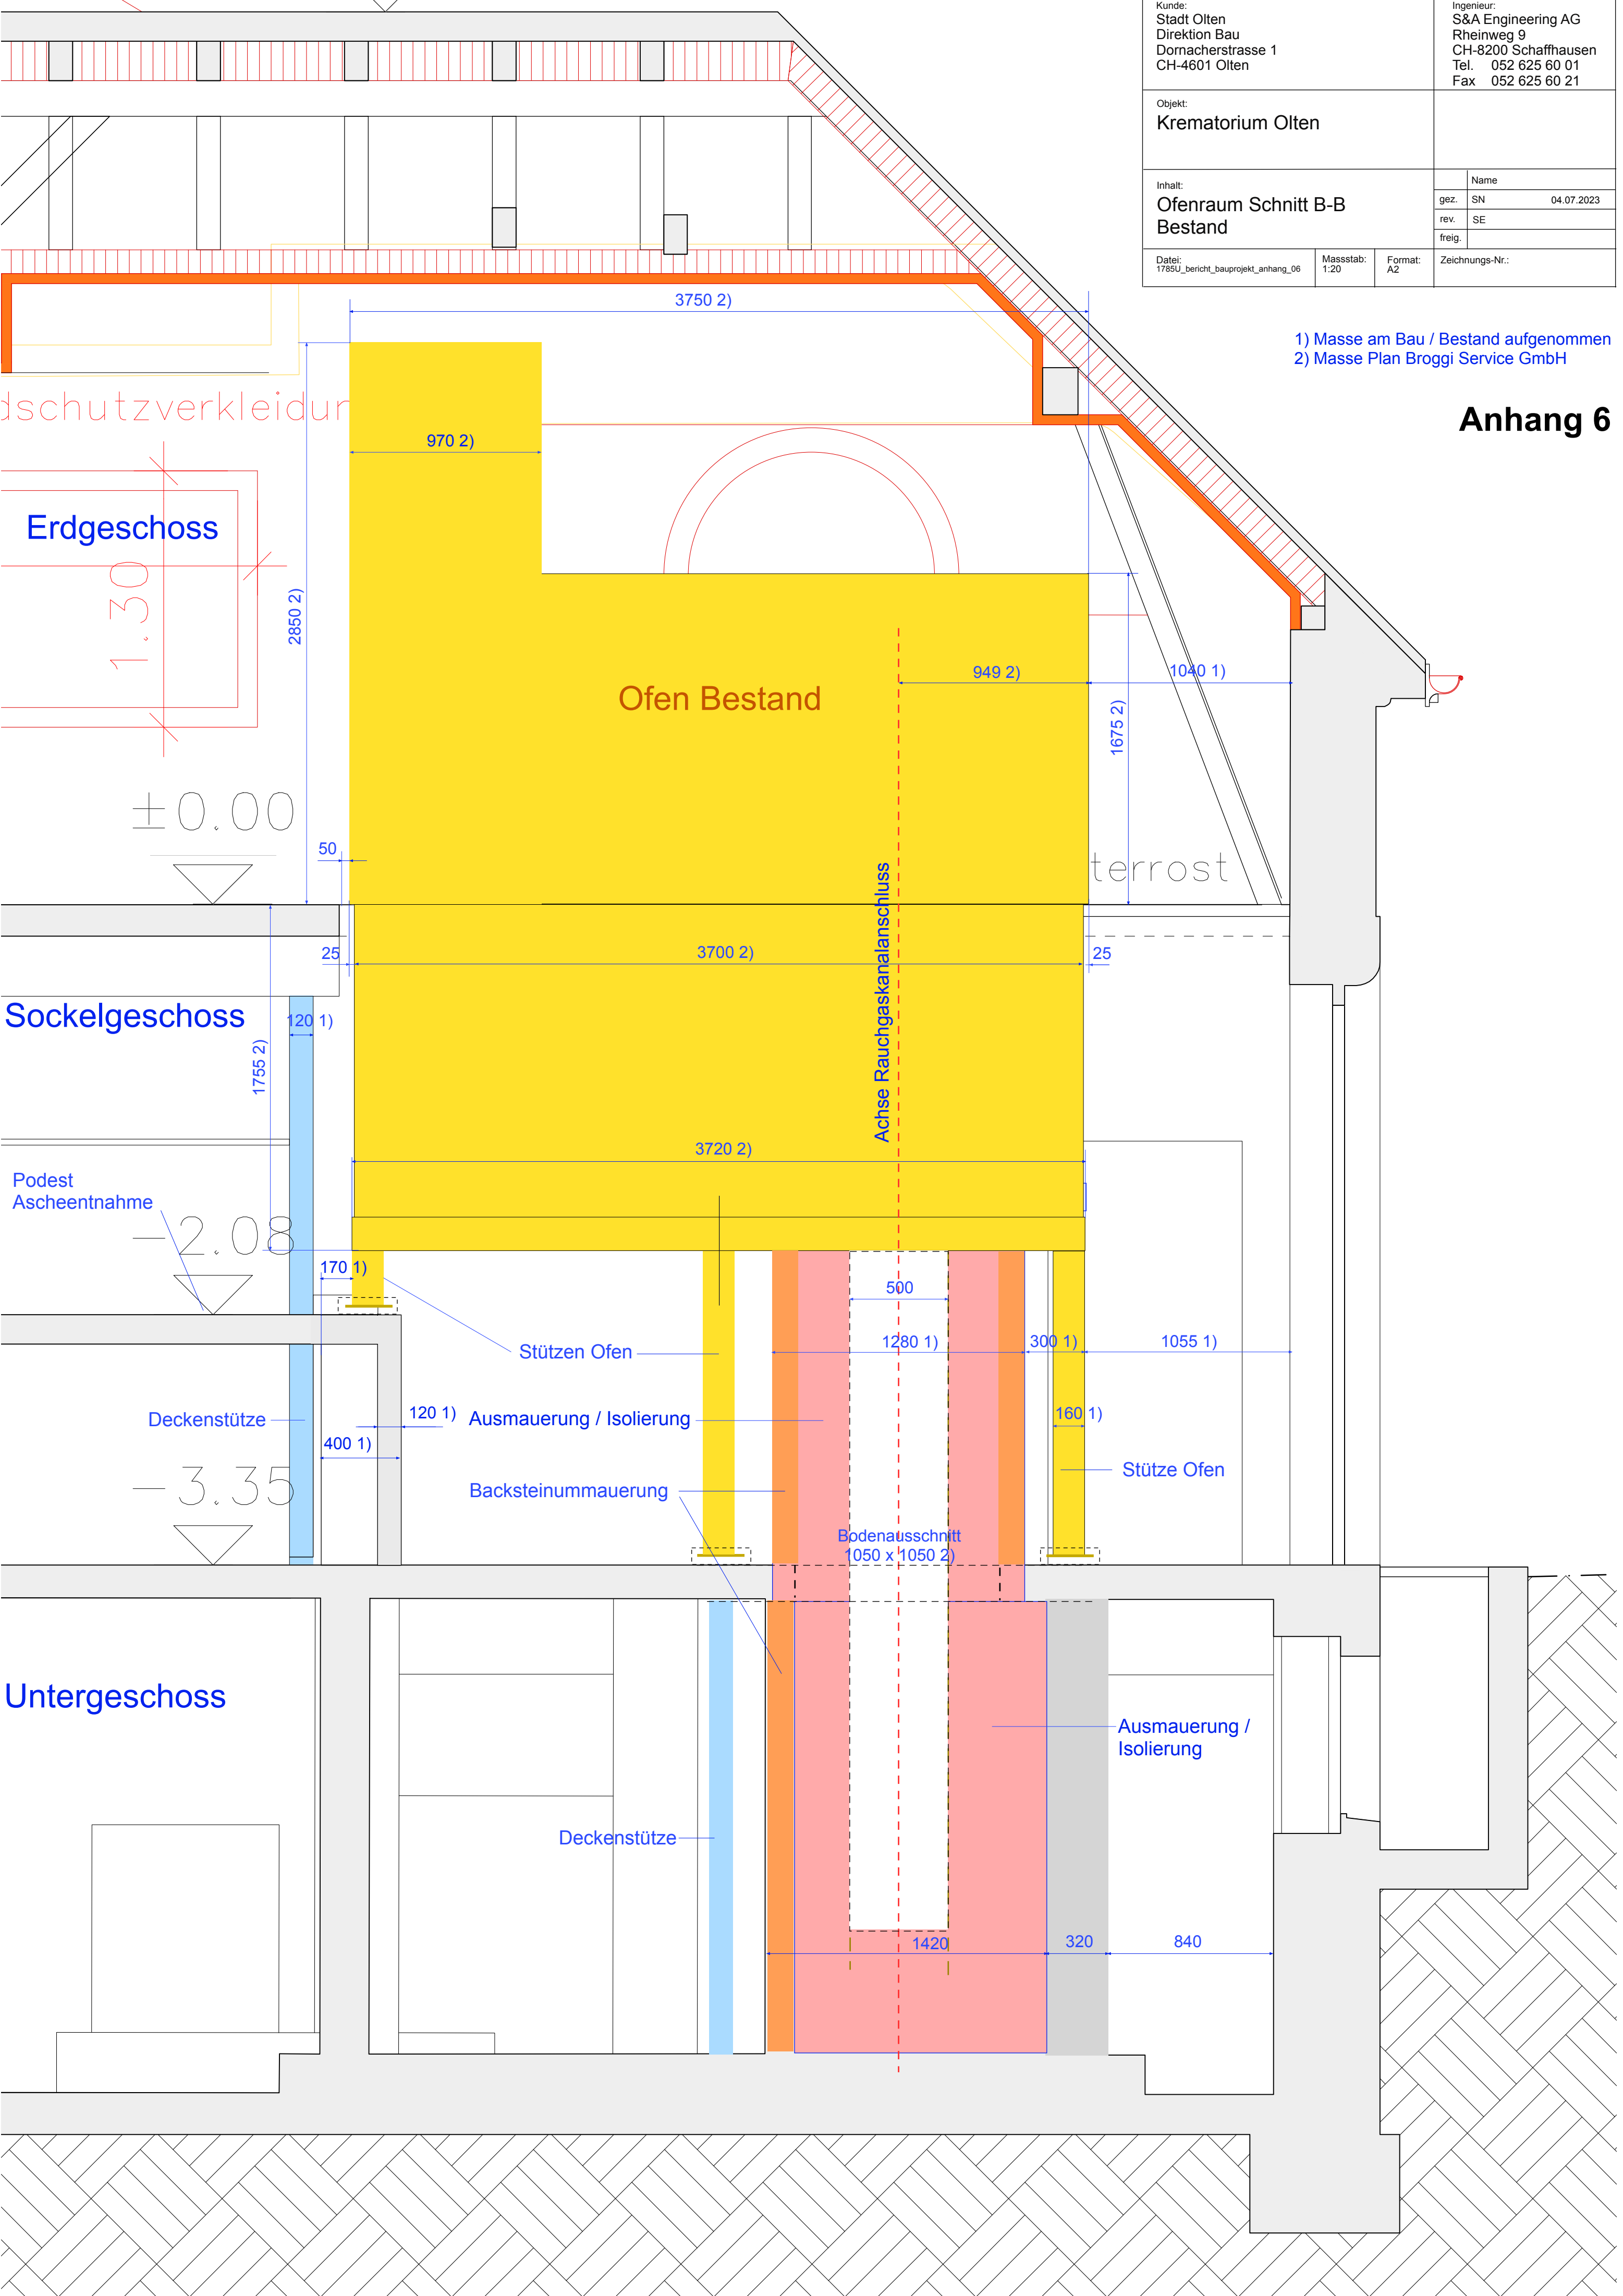 Kunde:
Stadt Olten
Direktion Bau
Dornacherstrasse 1
CH-4601 Olten
Ingenieur:
S&A Engineering AG
Rheinweg 9
CH-8200 Schaffhausen
Tel. 052 625 60 01
Fax 052 625 60 21
Objekt:
Krematorium Olten
Inhalt:
Ofenraum Schnitt B-B
Bestand
Name
gez. SN 04.07.2023
rev. SE
freig.
Datei:
1785U_bericht_bauprojekt_anhang_06
Massstab:
1:20
Format:
A2
Zeichnungs-Nr.:
1) Masse am Bau / Bestand aufgenommen
2) Masse Plan Broggi Service GmbH
Anhang 6
3750 2)
dschutzverkleidur
970 2)
Erdgeschoss
1.30
2850 2)
Ofen Bestand
949 2)
1040 1)
1675 2)
±0.00
50
terrost
Achse Rauchgaskanalanschluss
25
3700 2)
25
Sockelgeschoss
120 1)
1755 2)
3720 2)
Podest
Ascheentnahme
-2.08
170 1)
500
Stützen Ofen
1280 1)
300 1)
1055 1)
Deckenstütze
120 1)
Ausmauerung / Isolierung
160 1)
400 1)
Stütze Ofen
-3.35
Backsteinummauerung
Bodenausschnitt
1050 x 1050 2)
Untergeschoss
Ausmauerung /
Isolierung
Deckenstütze
1420
320
840